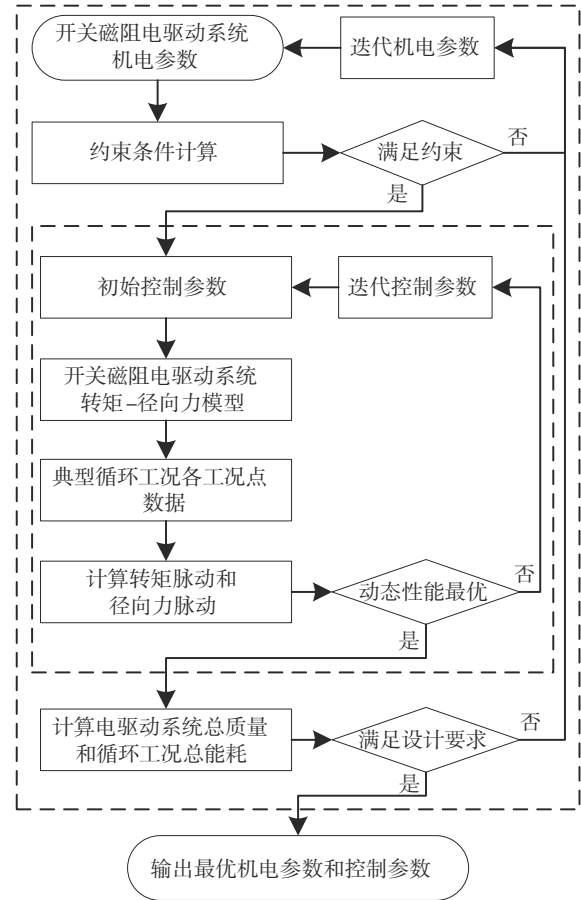 开关磁阻电驱动系统
机电参数
迭代机电参数
约束条件计算
满足约束
否
是
初始控制参数
迭代控制参数
开关磁阻电驱动系统
转矩-径向力模型
典型循环工况各工况点
数据
计算转矩脉动和
径向力脉动
动态性能最优
否
是
计算电驱动系统总质量
和循环工况总能耗
满足设计要求
否
是
输出最优机电参数和控制参数